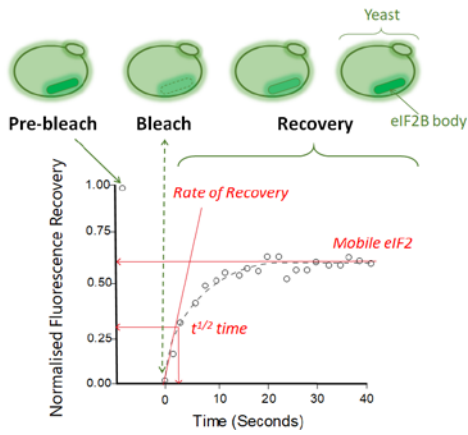 Yeast
Pre-bleach
Bleach
Recovery
eIF2B body
Normalised Fluorescence Recovery
1.00
0.75
0.50
0.25
0.00
Rate of Recovery
Mobile eIF2
t1/2 time
0
10
20
30
40
Time (Seconds)